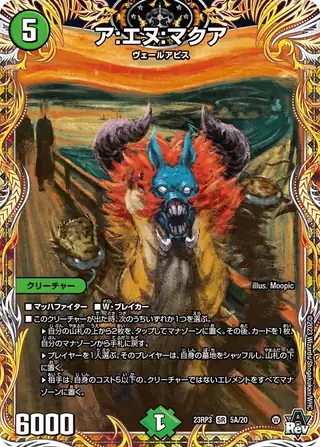 5
ア:エヌ:マクア
ヴェールアビス
illus. Moopic
クリーチャー
■マッハファイター ■W・ブレイカー
■このクリーチャーが出た時、次のうちいずれか1つを選ぶ。
▶自分の山札の上から2枚を、タップしてマナゾーンに置く。その後、カードを1枚、
自分のマナゾーンから手札に戻す。
▶プレイヤーを1人選ぶ。そのプレイヤーは、自身の墓地をシャッフルし、山札の下
に置く。
▶相手は、自身のコスト5以下の、クリーチャーではないエレメントをすべてマナ
ゾーンに置く。
6000
1
23RP3 SR 5A/20
RevA